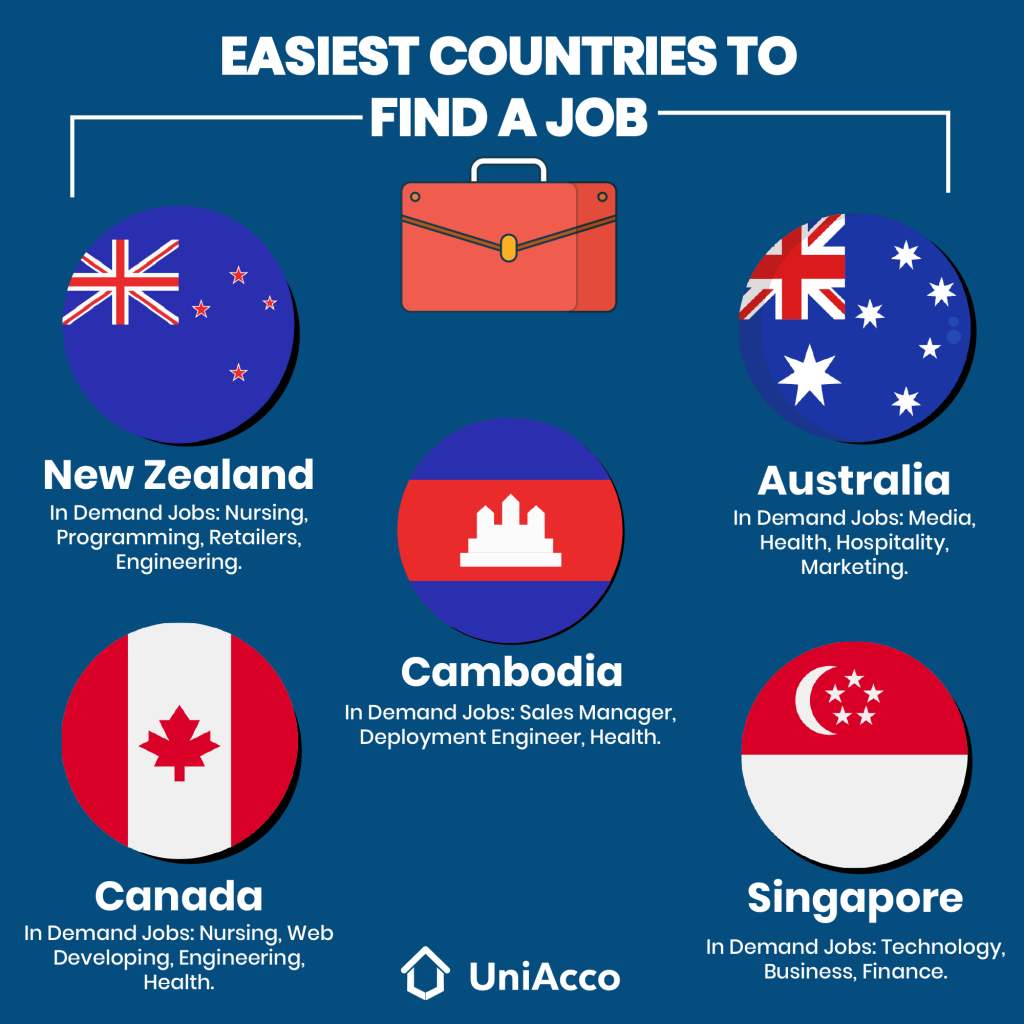 EASIEST COUNTRIES TO
FIND A JOB
New Zealand
In Demand Jobs: Nursing,
Programming, Retailers,
Engineering.
Australia
In Demand Jobs: Media,
Health, Hospitality,
Marketing.
Cambodia
In Demand Jobs: Sales Manager,
Deployment Engineer, Health.
Canada
In Demand Jobs: Nursing, Web
Developing, Engineering,
Health.
Singapore
In Demand Jobs: Technology,
Business, Finance.
UniAcco